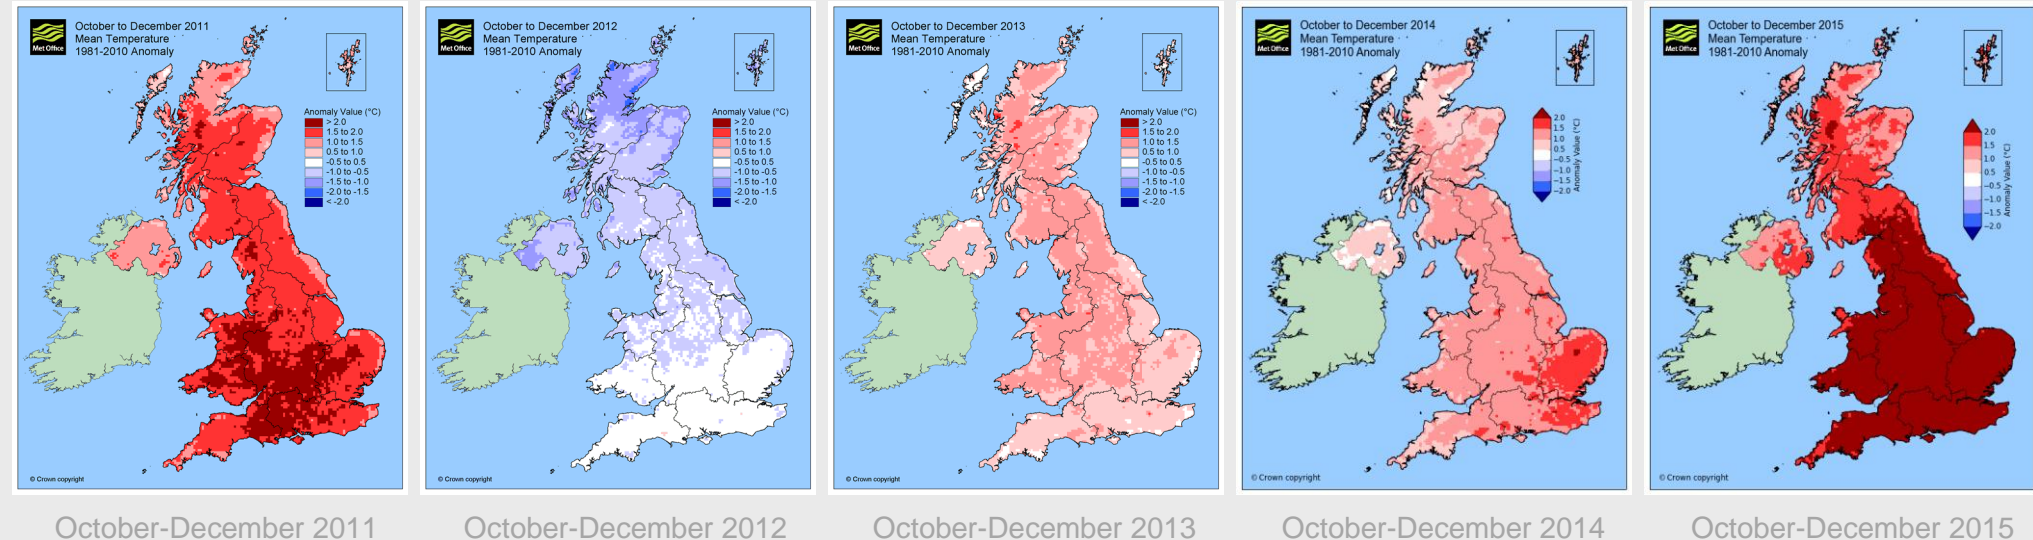 Met Office
October to December 2011
Mean Temperature
1981-2010 Anomaly
Anomaly Value (°C)
> 2.0
1.5 to 2.0
1.0 to 1.5
0.5 to 1.0
-0.5 to 0.5
-1.0 to -0.5
-1.5 to -1.0
-2.0 to -1.5
< -2.0
© Crown copyright
October-December 2011
Met Office
October to December 2012
Mean Temperature
1981-2010 Anomaly
Anomaly Value (°C)
> 2.0
1.5 to 2.0
1.0 to 1.5
0.5 to 1.0
-0.5 to 0.5
-1.0 to -0.5
-1.5 to -1.0
-2.0 to -1.5
< -2.0
© Crown copyright
October-December 2012
Met Office
October to December 2013
Mean Temperature
1981-2010 Anomaly
Anomaly Value (°C)
> 2.0
1.5 to 2.0
1.0 to 1.5
0.5 to 1.0
-0.5 to 0.5
-1.0 to -0.5
-1.5 to -1.0
-2.0 to -1.5
< -2.0
© Crown copyright
October-December 2013
Met Office
October to December 2014
Mean Temperature
1981-2010 Anomaly
2.0
1.5
1.0
0.5
−0.5
−1.0
−1.5
−2.0
Anomaly Value (°C)
© Crown copyright
October-December 2014
Met Office
October to December 2015
Mean Temperature
1981-2010 Anomaly
2.0
1.5
1.0
0.5
−0.5
−1.0
−1.5
−2.0
Anomaly Value (°C)
© Crown copyright
October-December 2015